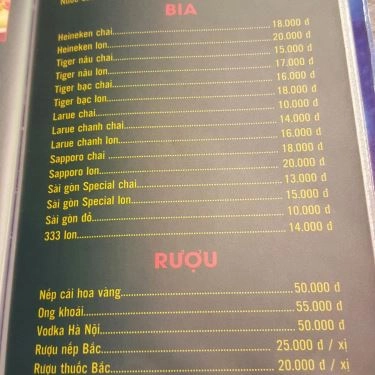 BIA
Heineken chai 18.000 đ
Heineken lon 20.000 đ
Tiger nâu chai 15.000 đ
Tiger nâu lon 17.000 đ
Tiger bạc chai 16.000 đ
Tiger bạc lon 18.000 đ
Larue chai 10.000 đ
Larue chanh chai 14.000 đ
Larue chanh lon 16.000 đ
Sapporo chai 18.000 đ
Sapporo lon 20.000 đ
Sài gòn Special chai 13.000 đ
Sài gòn Special lon 15.000 đ
Sài gòn đỏ 10.000 đ
333 lon 14.000 đ
RƯỢU
Nếp cái hoa vàng 50.000 đ
Ong khoái 55.000 đ
Vodka Hà Nội 50.000 đ
Rượu nếp Bắc 25.000 đ / xị
Rượu thuốc Bắc 20.000 đ / xị